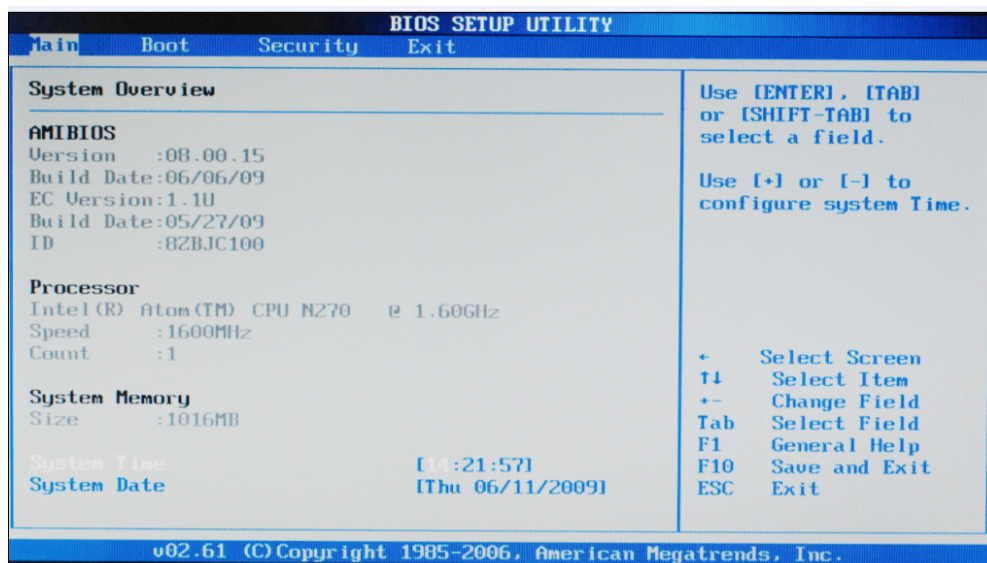 BIOS SETUP UTILITY
Main Boot Security Exit
System Overview
AMIBIOS
Version :08.00.15
Build Date:06/06/09
EC Version:1.1U
Build Date:05/27/09
ID :8ZBJC100
Processor
Intel(R) Atom(TM) CPU N270 @ 1.60GHz
Speed :1600MHz
Count :1
System Memory
Size :1016MB
System Time [14:21:57]
System Date [Thu 06/11/2009]
Use [ENTER], [TAB]
or [SHIFT-TAB] to
select a field.
Use [+] or [-] to
configure system Time.
← Select Screen
↑↓ Select Item
+- Change Field
Tab Select Field
F1 General Help
F10 Save and Exit
ESC Exit
v02.61 (C)Copyright 1985-2006, American Megatrends, Inc.